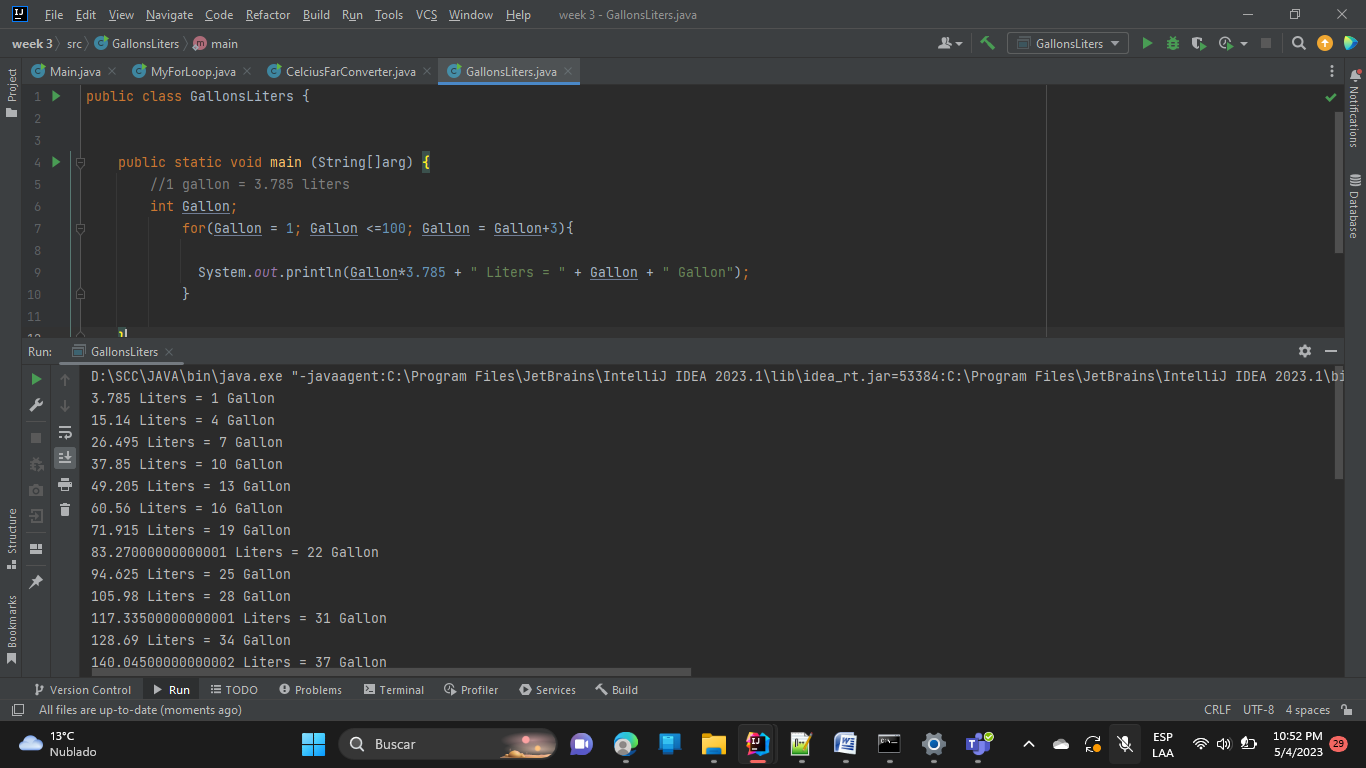 File Edit View Navigate Code Refactor Build Run Tools VCS Window Help week 3 - GallonsLiters.java
week 3 src GallonsLiters main GallonsLiters
Main.java MyForLoop.java CelciusFarConverter.java GallonsLiters.java
Project
Notifications
Database
1 public class GallonsLiters {
2
3
4 public static void main (String[]arg) {
5 //1 gallon = 3.785 liters
6 int Gallon;
7 for(Gallon = 1; Gallon <=100; Gallon = Gallon+3){
8
9 System.out.println(Gallon*3.785 + " Liters = " + Gallon + " Gallon");
10 }
11
12 }
Run: GallonsLiters
D:\SCC\JAVA\bin\java.exe "-javaagent:C:\Program Files\JetBrains\IntelliJ IDEA 2023.1\lib\idea_rt.jar=53384:C:\Program Files\JetBrains\IntelliJ IDEA 2023.1\bi
3.785 Liters = 1 Gallon
15.14 Liters = 4 Gallon
26.495 Liters = 7 Gallon
37.85 Liters = 10 Gallon
49.205 Liters = 13 Gallon
60.56 Liters = 16 Gallon
71.915 Liters = 19 Gallon
83.27000000000001 Liters = 22 Gallon
94.625 Liters = 25 Gallon
105.98 Liters = 28 Gallon
117.33500000000001 Liters = 31 Gallon
128.69 Liters = 34 Gallon
140.04500000000002 Liters = 37 Gallon
Structure
Bookmarks
Version Control Run TODO Problems Terminal Profiler Services Build
All files are up-to-date (moments ago) CRLF UTF-8 4 spaces
13°C
Nublado
Buscar
ESP
LAA
10:52 PM
5/4/2023
29